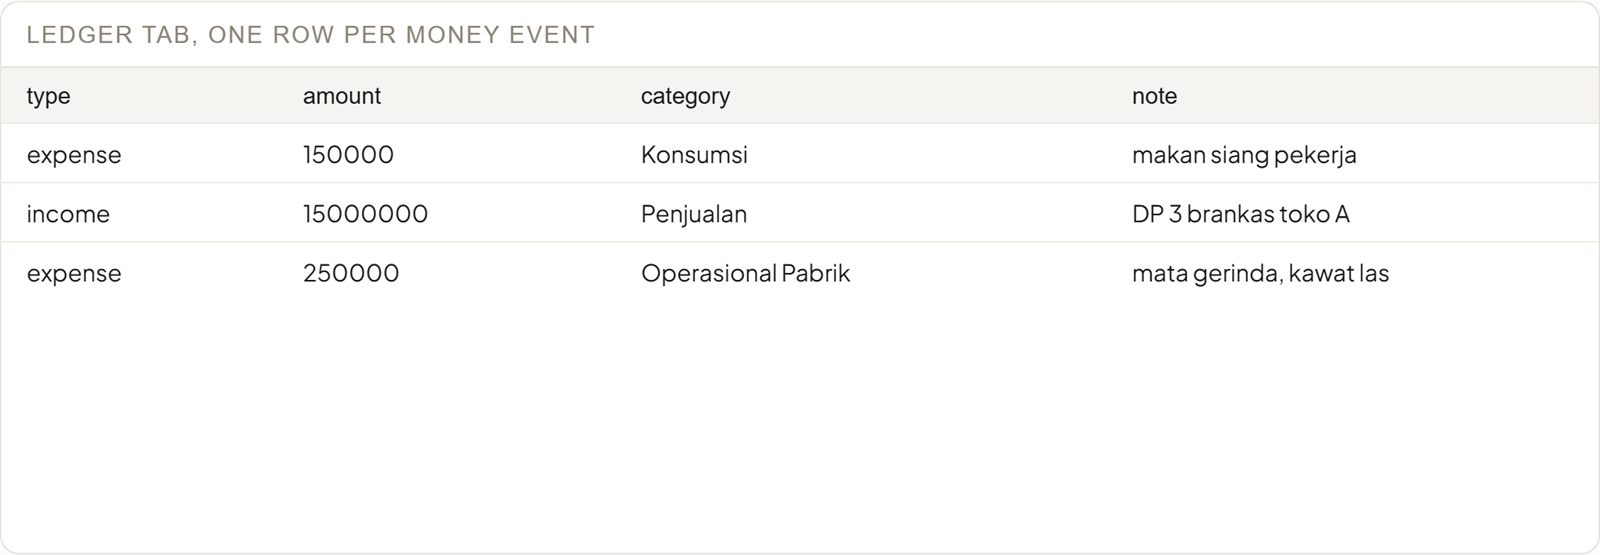 LEDGER TAB, ONE ROW PER MONEY EVENT
type amount category note
expense 150000 Konsumsi makan siang pekerja
income 15000000 Penjualan DP 3 brankas toko A
expense 250000 Operasional Pabrik mata gerinda, kawat las